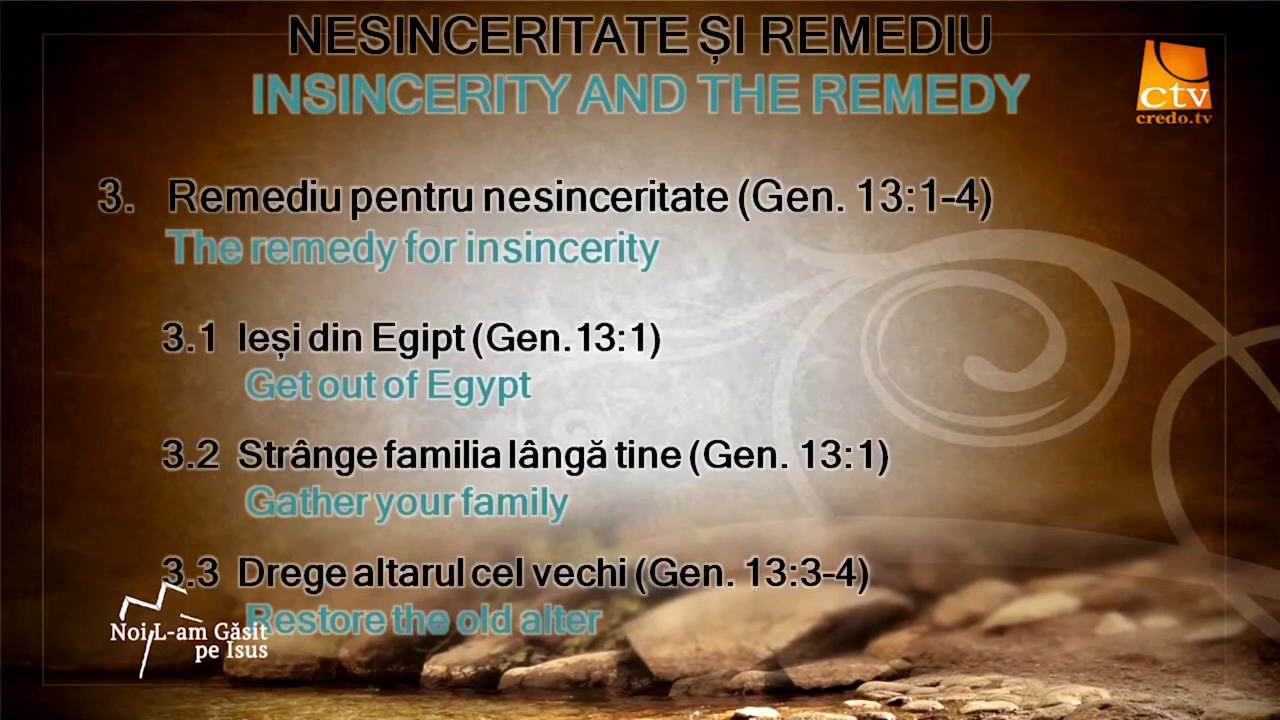 NESINCERITATE ȘI REMEDIU
INSINCERITY AND THE REMEDY
ctv
credo.tv
3. Remediu pentru nesinceritate (Gen. 13:1-4)
The remedy for insincerity
3.1 Ieși din Egipt (Gen.13:1)
Get out of Egypt
3.2 Strânge familia lângă tine (Gen. 13:1)
Gather your family
3.3 Drege altarul cel vechi (Gen. 13:3-4)
Restore the old alter
Noi L-am Găsit
pe Isus